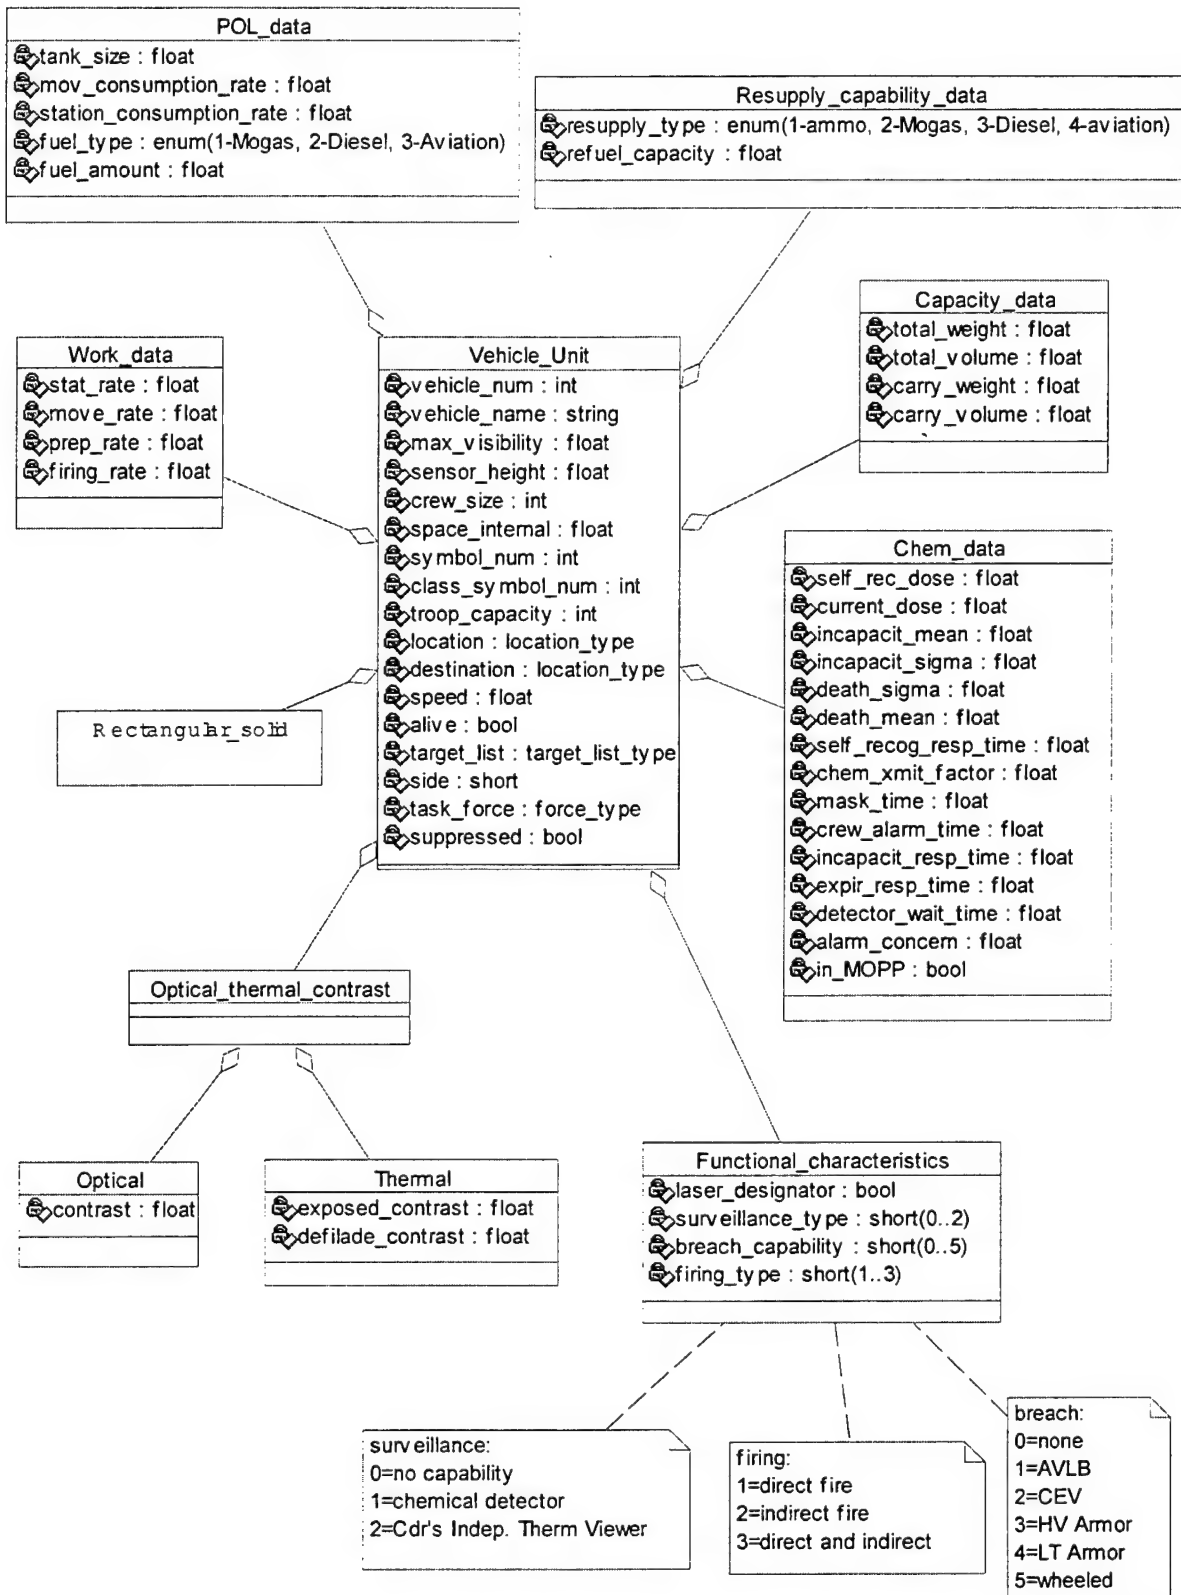 POL_data
tank_size : float
mov_consumption_rate : float
station_consumption_rate : float
fuel_type : enum(1-Mogas, 2-Diesel, 3-Aviation)
fuel_amount : float
Resupply_capability_data
resupply_type : enum(1-ammo, 2-Mogas, 3-Diesel, 4-aviation)
refuel_capacity : float
Capacity_data
total_weight : float
total_volume : float
carry_weight : float
carry_volume : float
Work_data
stat_rate : float
move_rate : float
prep_rate : float
firing_rate : float
Vehicle_Unit
vehicle_num : int
vehicle_name : string
max_visibility : float
sensor_height : float
crew_size : int
space_internal : float
symbol_num : int
class_symbol_num : int
troop_capacity : int
location : location_type
destination : location_type
speed : float
alive : bool
target_list : target_list_type
side : short
task_force : force_type
suppressed : bool
Chem_data
self_rec_dose : float
current_dose : float
incapacit_mean : float
incapacit_sigma : float
death_sigma : float
death_mean : float
self_recog_resp_time : float
chem_xmit_factor : float
mask_time : float
crew_alarm_time : float
incapacit_resp_time : float
expir_resp_time : float
detector_wait_time : float
alarm_concern : float
in_MOPP : bool
Rectangular_solid
Optical_thermal_contrast
Optical
contrast : float
Thermal
exposed_contrast : float
defilade_contrast : float
Functional_characteristics
laser_designator : bool
surveillance_type : short(0..2)
breach_capability : short(0..5)
firing_type : short(1..3)
surveillance:
0=no capability
1=chemical detector
2=Cdr's Indep. Therm Viewer
firing:
1=direct fire
2=indirect fire
3=direct and indirect
breach:
0=none
1=AVLB
2=CEV
3=HV Armor
4=LT Armor
5=wheeled